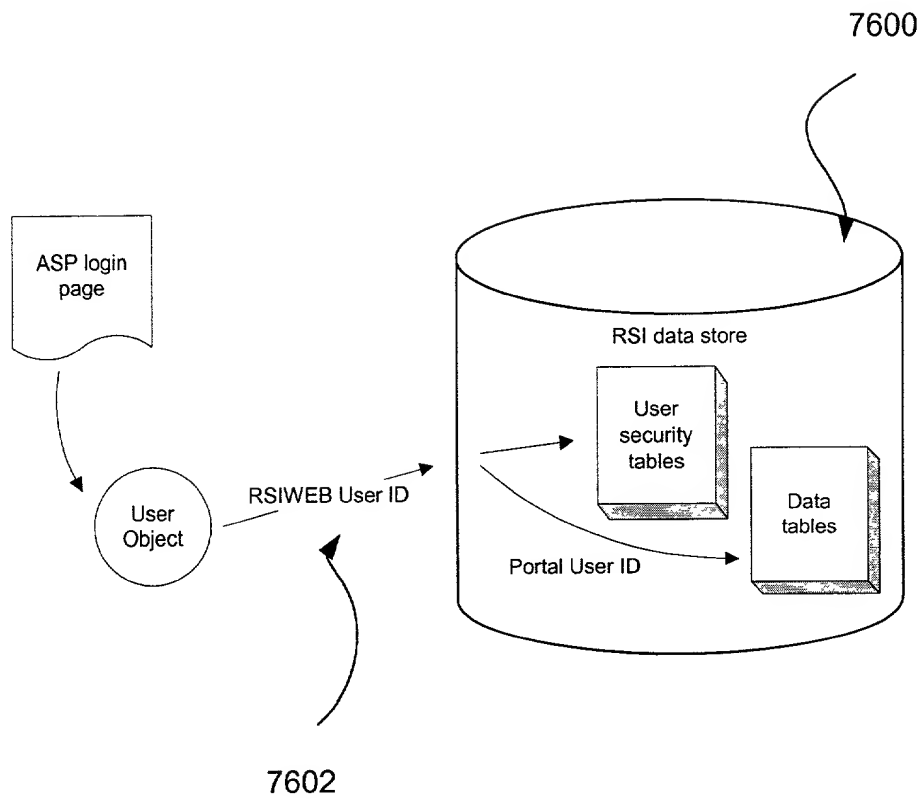 7600
ASP login
page
RSI data store
User
security
tables
RSIWEB User ID
User
Object
Data
tables
Portal User ID
7602